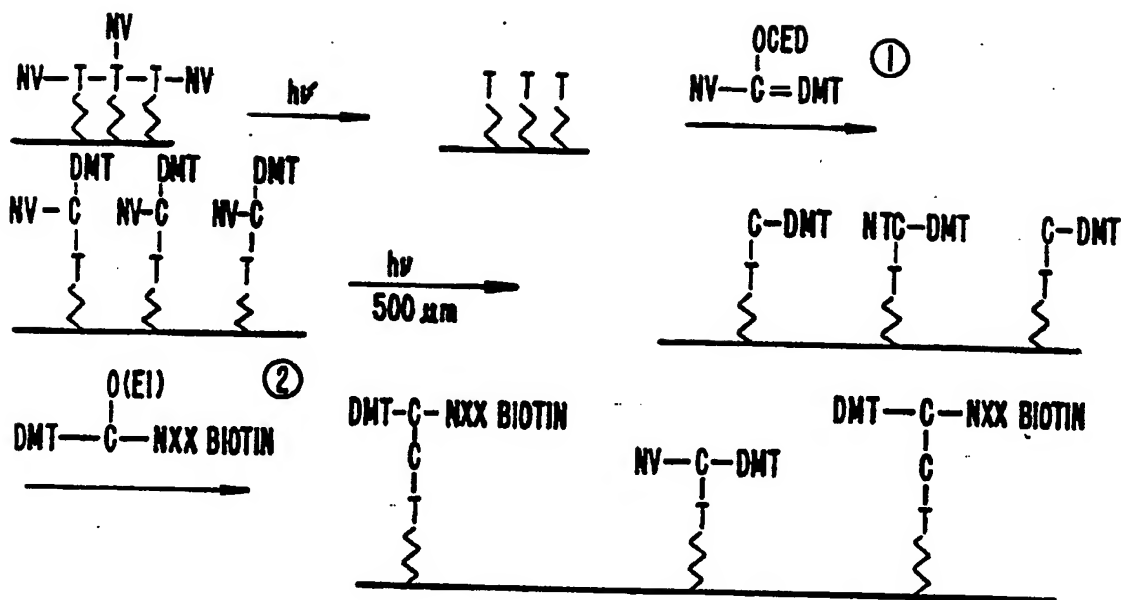 NV
NV-T-T-T-NV
hν
T T T
OCED
NV-C=DMT
①
DMT DMT DMT
NV-C NV-C NV-C
T T T
hν
500 µm
C-DMT NTC-DMT C-DMT
T T T
②
O(EI)
DMT-C-NXX BIOTIN
DMT-C-NXX BIOTIN
C
T
NV-C-DMT
T
DMT-C-NXX BIOTIN
C
T